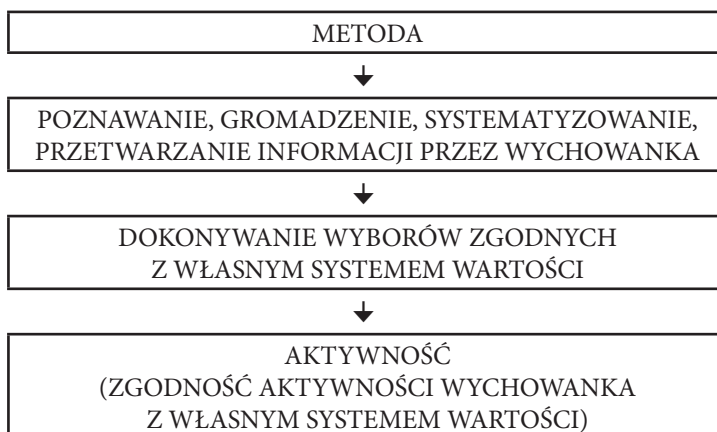 METODA
POZNAWANIE, GROMADZENIE, SYSTEMATYZOWANIE,
PRZETWARZANIE INFORMACJI PRZEZ WYCHOWANKA
DOKONYWANIE WYBORÓW ZGODNYCH
Z WŁASNYM SYSTEMEM WARTOŚCI
AKTYWNOŚĆ
(ZGODNOŚĆ AKTYWNOŚCI WYCHOWANKA
Z WŁASNYM SYSTEMEM WARTOŚCI)